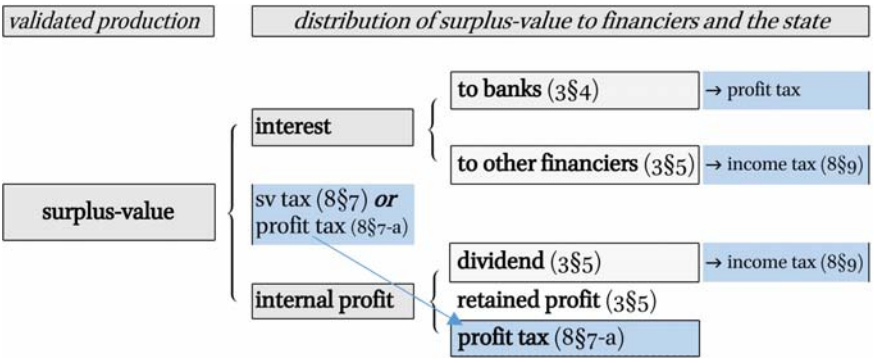 validated production
distribution of surplus-value to financiers and the state
to banks (3§4)
→ profit tax
interest
to other financiers (3§5)
→ income tax (8§9)
surplus-value
sv tax (8§7) or
profit tax (8§7-a)
dividend (3§5)
→ income tax (8§9)
internal profit
retained profit (3§5)
profit tax (8§7-a)